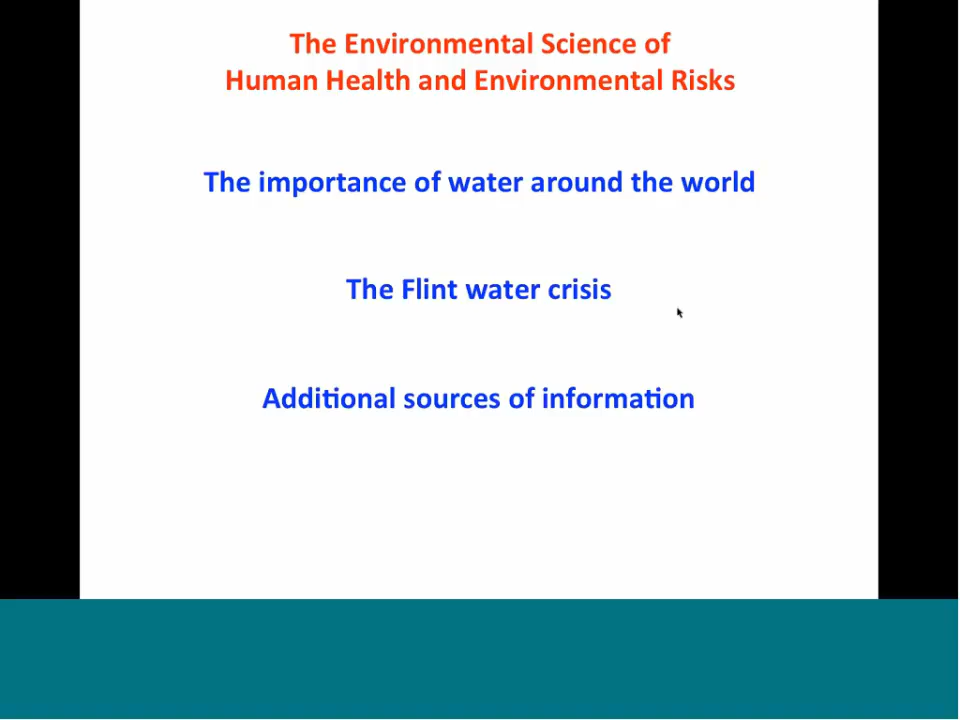 The Environmental Science of
Human Health and Environmental Risks
The importance of water around the world
The Flint water crisis
Additional sources of information